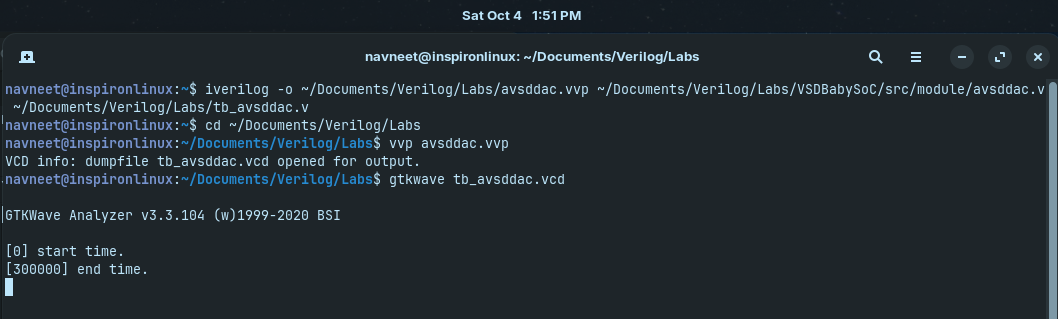 Sat Oct 4 1:51 PM
navneet@inspironlinux: ~/Documents/Verilog/Labs
navneet@inspironlinux:~$ iverilog -o ~/Documents/Verilog/Labs/avsddac.vvp ~/Documents/Verilog/Labs/VSDBabySoC/src/module/avsddac.v
~/Documents/Verilog/Labs/tb_avsddac.v
navneet@inspironlinux:~$ cd ~/Documents/Verilog/Labs
navneet@inspironlinux:~/Documents/Verilog/Labs$ vvp avsddac.vvp
VCD info: dumpfile tb_avsddac.vcd opened for output.
navneet@inspironlinux:~/Documents/Verilog/Labs$ gtkwave tb_avsddac.vcd
GTKWave Analyzer v3.3.104 (w)1999-2020 BSI
[0] start time.
[300000] end time.